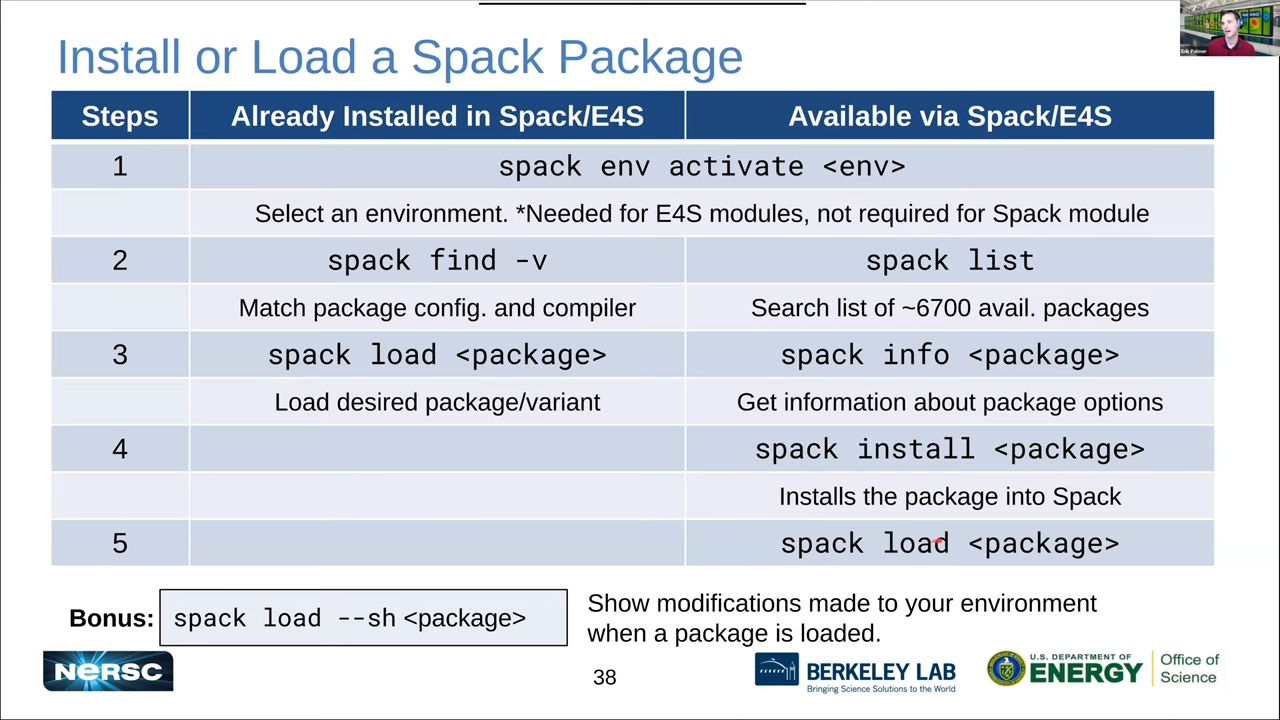 Install or Load a Spack Package
Steps
Already Installed in Spack/E4S
Available via Spack/E4S
1
spack env activate <env>
Select an environment. *Needed for E4S modules, not required for Spack module
2
spack find -v
spack list
Match package config. and compiler
Search list of ~6700 avail. packages
3
spack load <package>
spack info <package>
Load desired package/variant
Get information about package options
4
spack install <package>
Installs the package into Spack
5
spack load <package>
Bonus:
spack load --sh <package>
Show modifications made to your environment
when a package is loaded.
NERSC
38
BERKELEY LAB
Bringing Science Solutions to the World
U.S. DEPARTMENT OF
ENERGY
Office of
Science
Erik Palmer